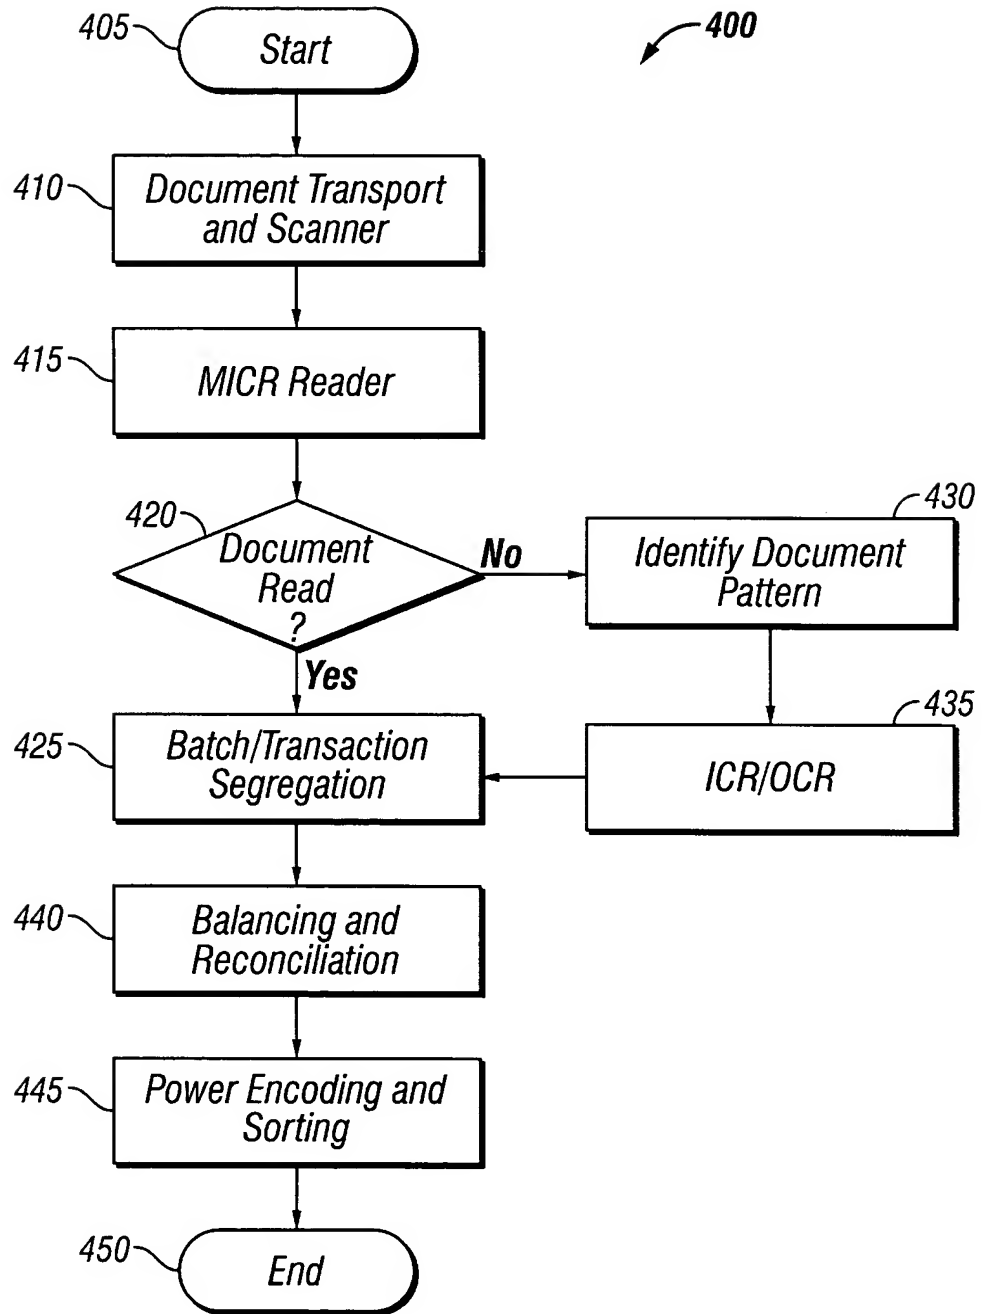 400
405
Start
410
Document Transport
and Scanner
415
MICR Reader
420
Document
Read
?
No
Yes
430
Identify Document
Pattern
435
ICR/OCR
425
Batch/Transaction
Segregation
440
Balancing and
Reconciliation
445
Power Encoding and
Sorting
450
End